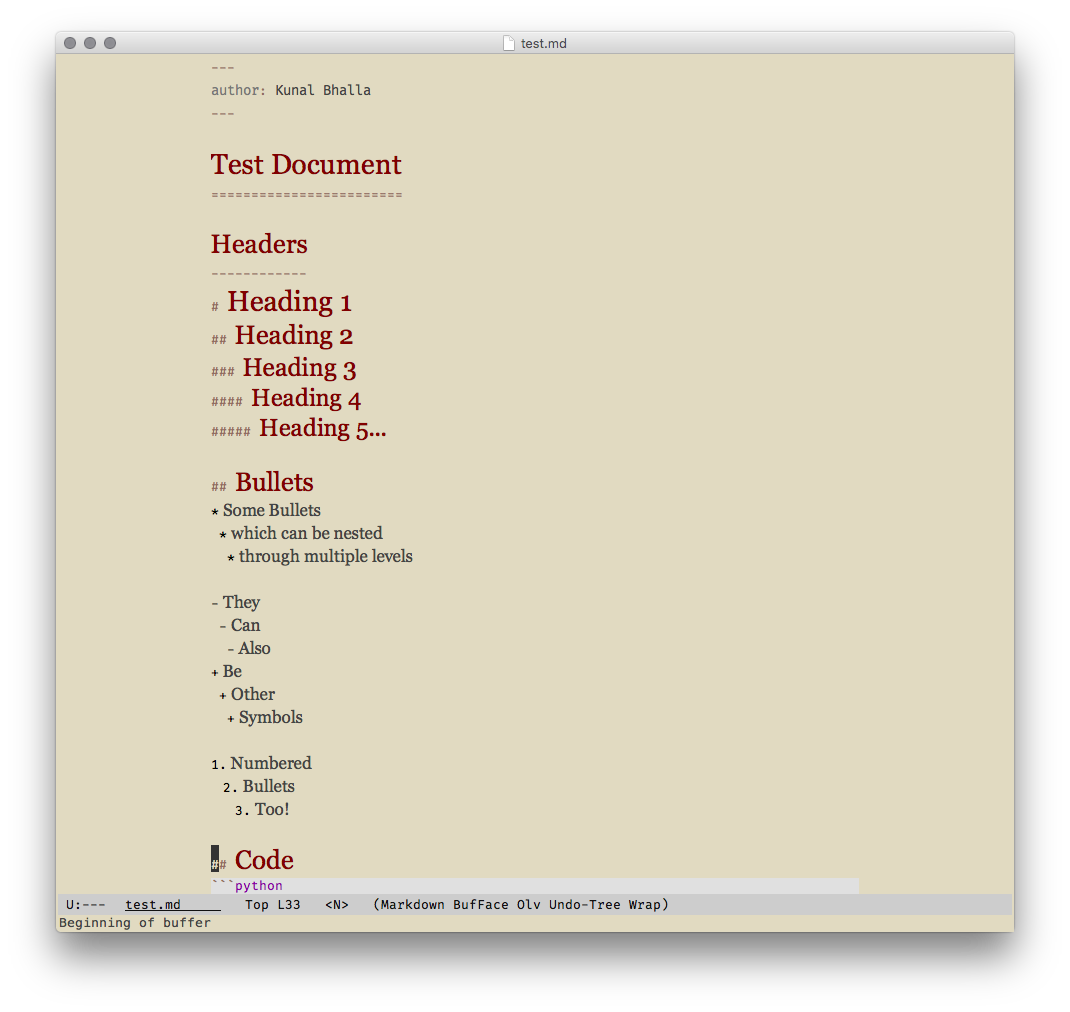 test.md
---
author: Kunal Bhalla
---
Test Document
========================
Headers
------------
# Heading 1
## Heading 2
### Heading 3
#### Heading 4
##### Heading 5...
## Bullets
* Some Bullets
* which can be nested
* through multiple levels
- They
- Can
- Also
+ Be
+ Other
+ Symbols
1. Numbered
2. Bullets
3. Too!
## Code
```python
U:--- test.md Top L33 <N> (Markdown BufFace Olv Undo-Tree Wrap)
Beginning of buffer